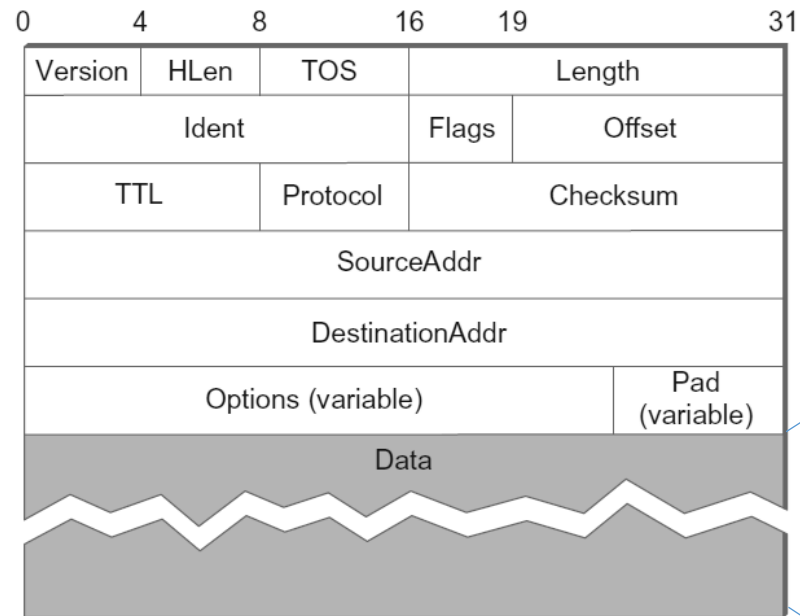 0 4 8 16 19 31
Version HLen TOS Length
Ident Flags Offset
TTL Protocol Checksum
SourceAddr
DestinationAddr
Options (variable) Pad
(variable)
Data